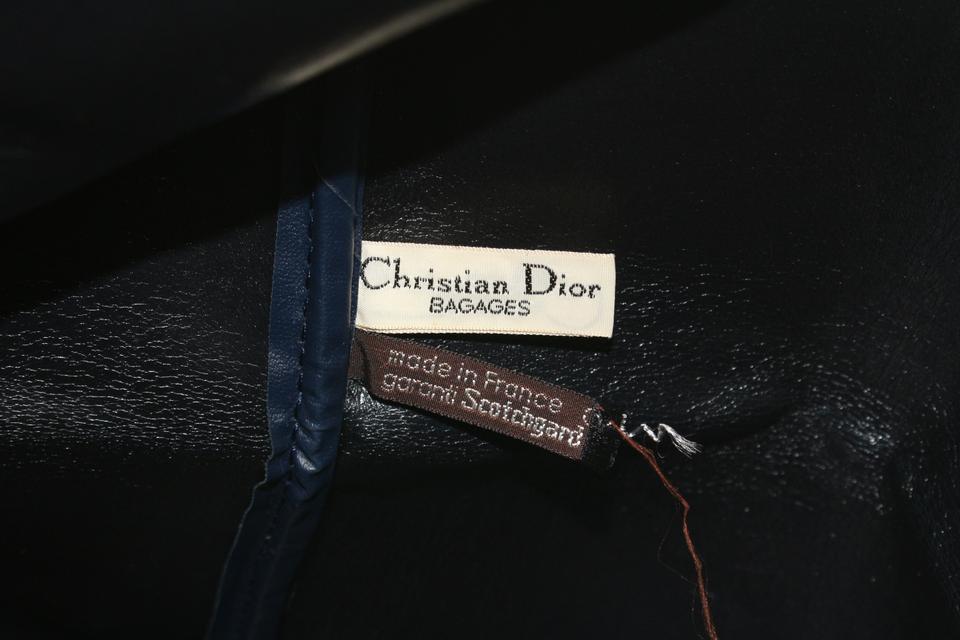 Christian Dior
BAGAGES
made in France
garanti Scotchgard